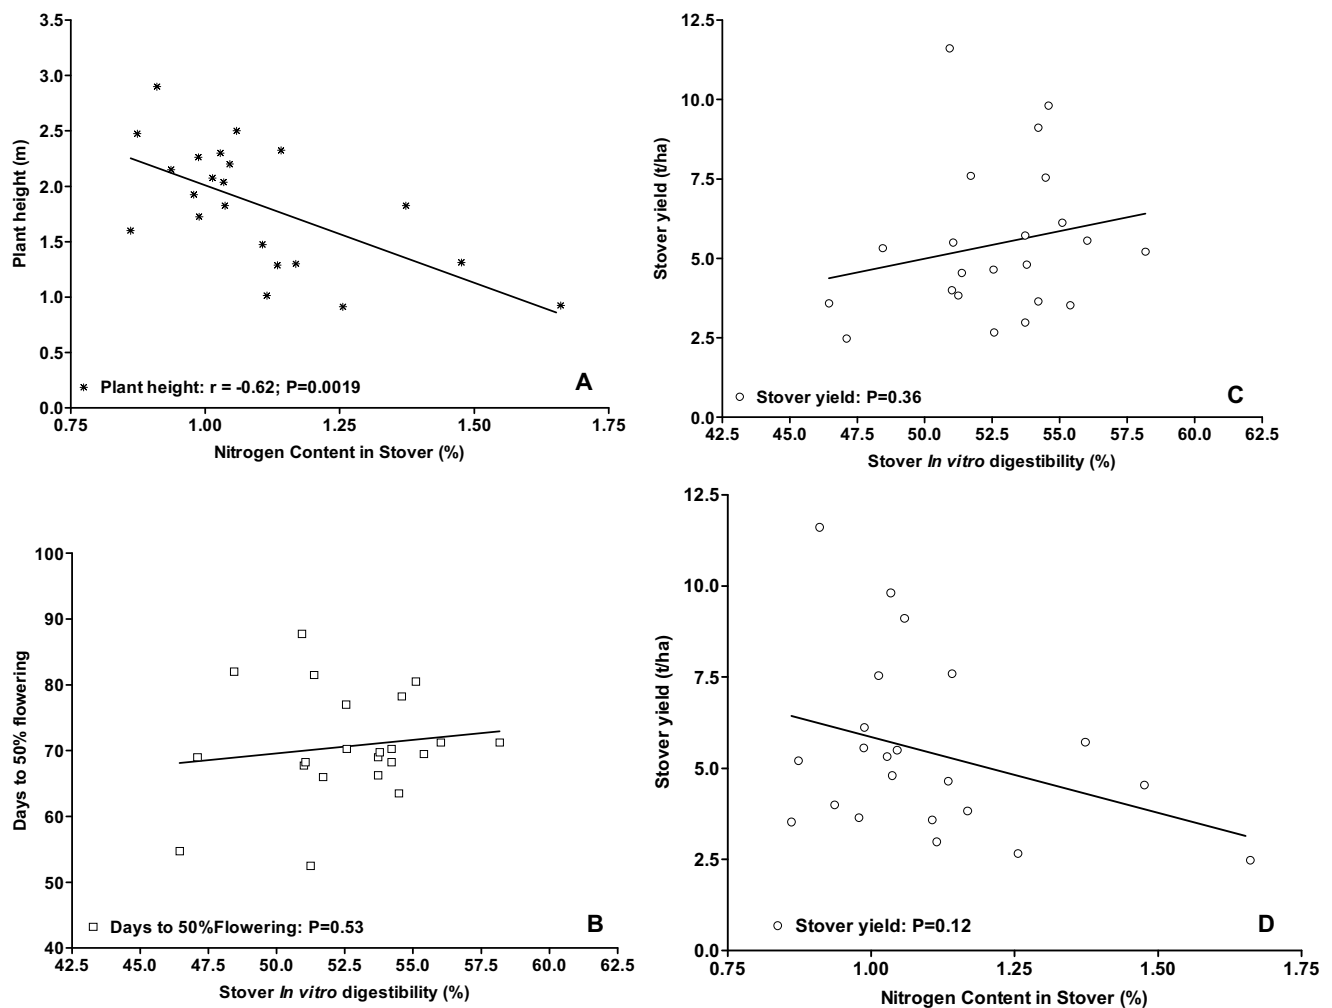 3.5
3.0
2.5
2.0
1.5
1.0
0.5
0.0
Plant height (m)
Plant height: r = -0.62; P=0.0019
A
0.75 1.00 1.25 1.50 1.75
Nitrogen Content in Stover (%)
12.5
10.0
7.5
5.0
2.5
0.0
Stover yield (t/ha)
Stover yield: P=0.36
C
42.5 45.0 47.5 50.0 52.5 55.0 57.5 60.0 62.5
Stover In vitro digestibility (%)
100
90
80
70
60
50
40
Days to 50% flowering
Days to 50%Flowering: P=0.53
B
42.5 45.0 47.5 50.0 52.5 55.0 57.5 60.0 62.5
Stover In vitro digestibility (%)
12.5
10.0
7.5
5.0
2.5
0.0
Stover yield (t/ha)
Stover yield: P=0.12
D
0.75 1.00 1.25 1.50 1.75
Nitrogen Content in Stover (%)